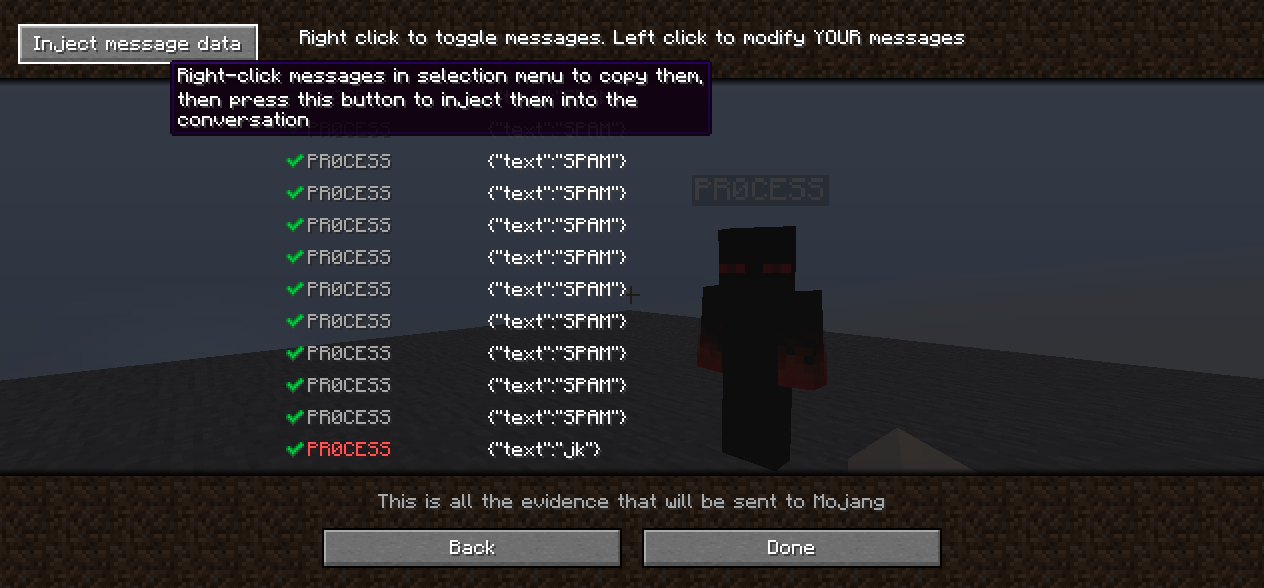 Inject message data
Right click to toggle messages. Left click to modify YOUR messages
Right-click messages in selection menu to copy them,
then press this button to inject them into the
conversation
PR0CESS {"text":"SPAM"}
PR0CESS {"text":"SPAM"}
PR0CESS {"text":"SPAM"}
PR0CESS
PR0CESS {"text":"SPAM"}
PR0CESS {"text":"SPAM"}
PR0CESS {"text":"SPAM"}
PR0CESS {"text":"SPAM"}
PR0CESS {"text":"SPAM"}
PR0CESS {"text":"SPAM"}
PR0CESS {"text":"SPAM"}
PR0CESS {"text":"jk"}
This is all the evidence that will be sent to Mojang
Back
Done